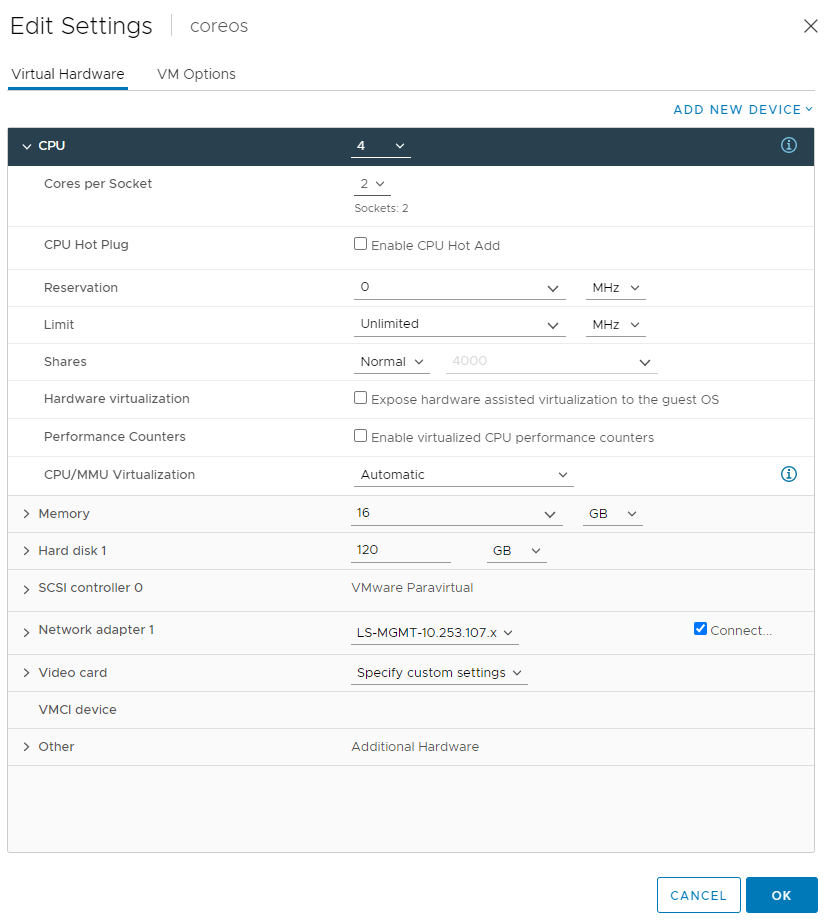 Edit Settings | coreos
Virtual Hardware VM Options
ADD NEW DEVICE
CPU 4
Cores per Socket 2
Sockets: 2
CPU Hot Plug Enable CPU Hot Add
Reservation 0 MHz
Limit Unlimited MHz
Shares Normal 4000
Hardware virtualization Expose hardware assisted virtualization to the guest OS
Performance Counters Enable virtualized CPU performance counters
CPU/MMU Virtualization Automatic
Memory 16 GB
Hard disk 1 120 GB
SCSI controller 0 VMware Paravirtual
Network adapter 1 LS-MGMT-10.253.107.x Connect...
Video card Specify custom settings
VMCI device
Other Additional Hardware
CANCEL OK